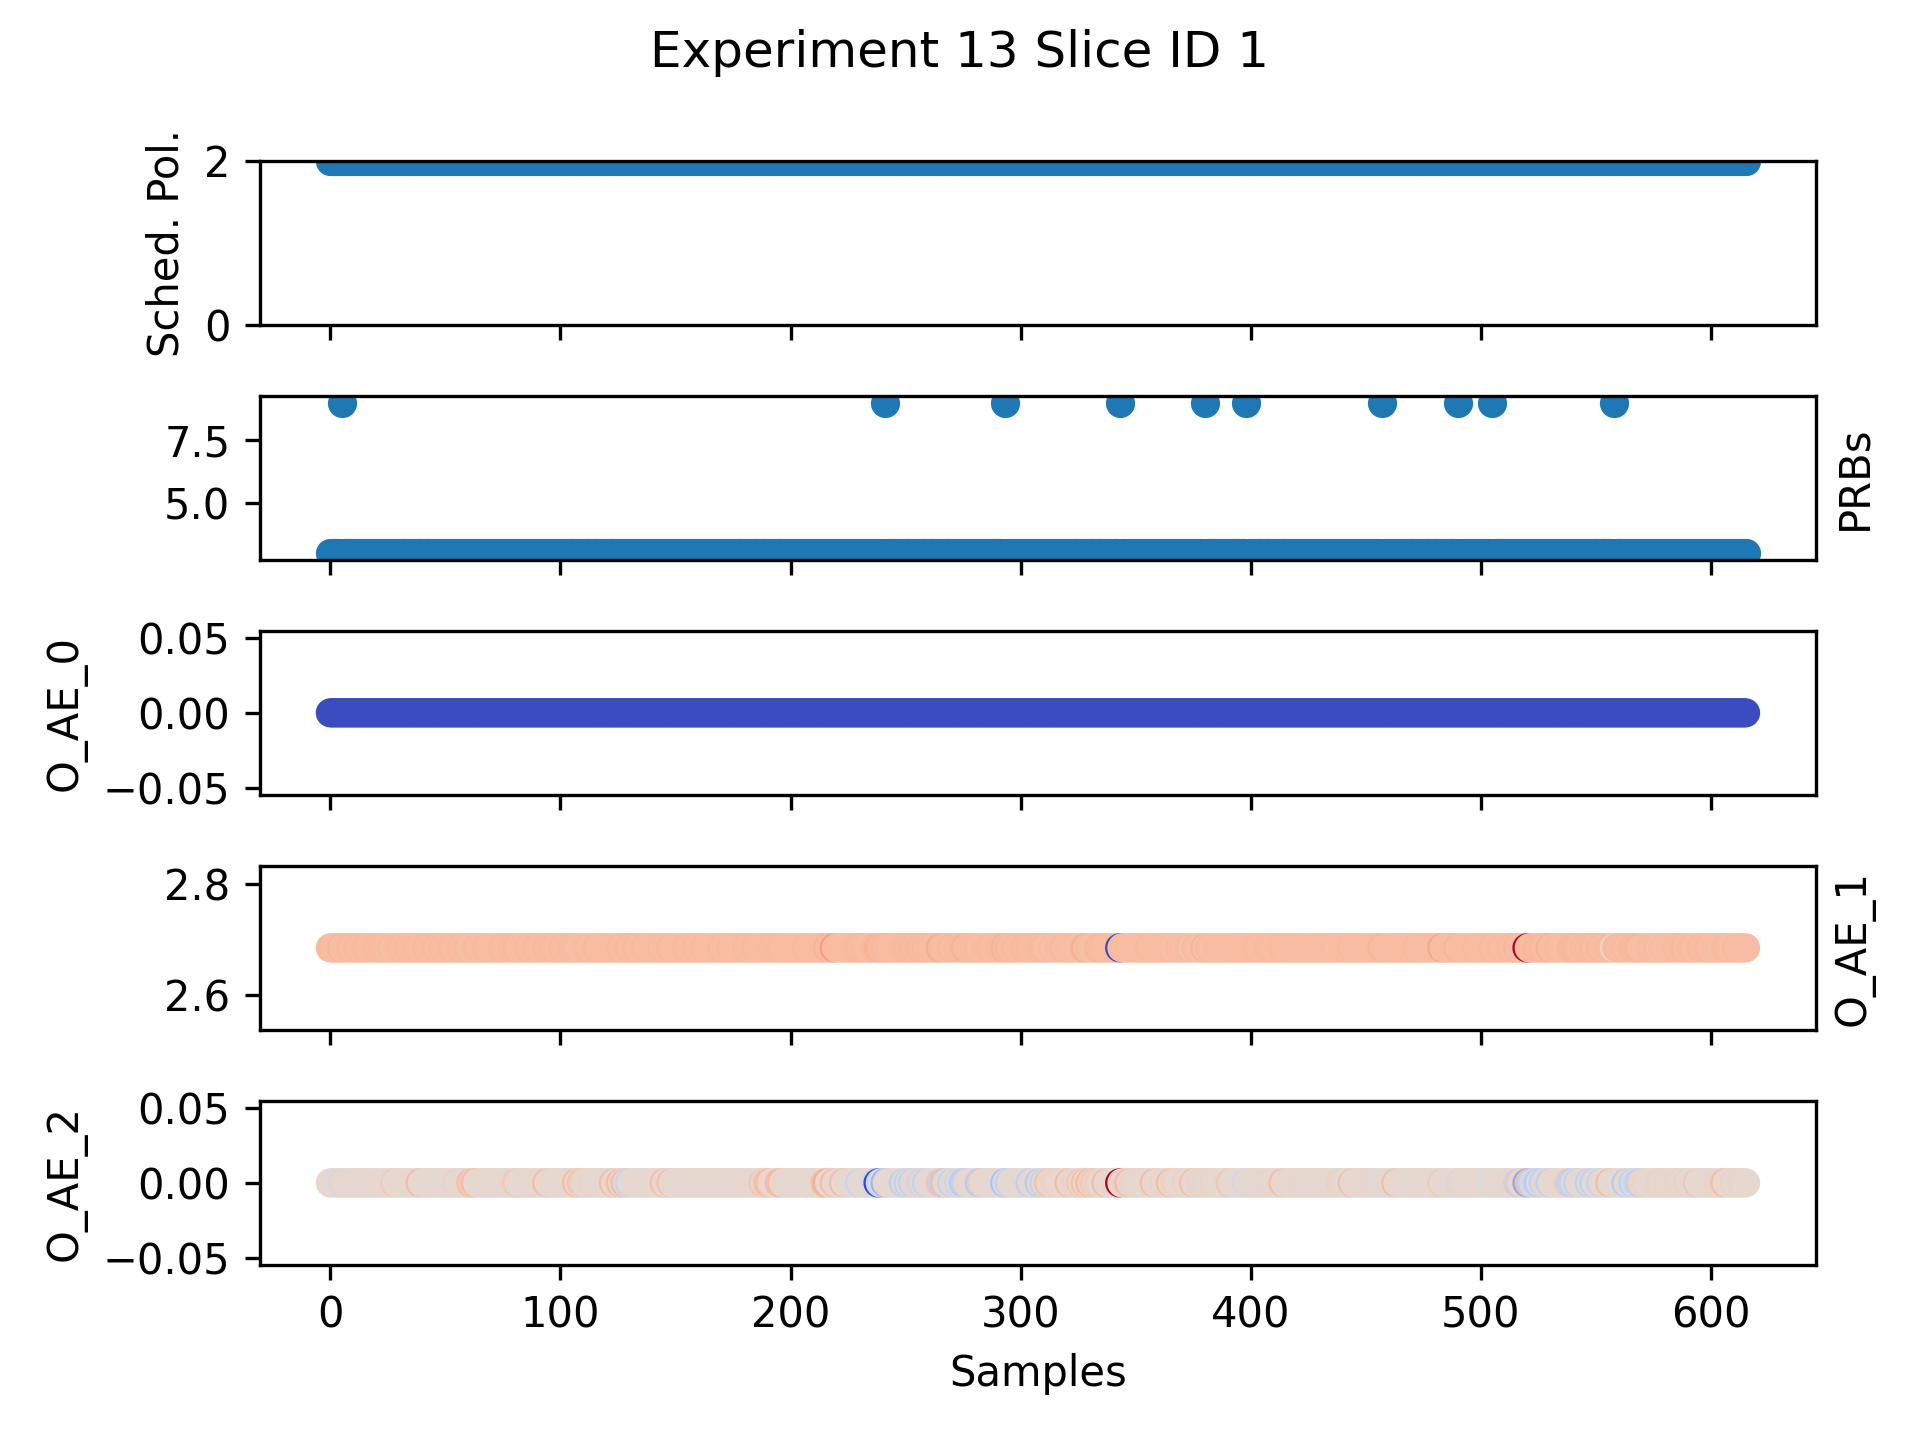 Experiment 13 Slice ID 1
Sched. Pol.
2
0
7.5
5.0
PRBs
O_AE_0
0.05
0.00
−0.05
2.8
2.6
O_AE_1
O_AE_2
0.05
0.00
−0.05
0 100 200 300 400 500 600
Samples